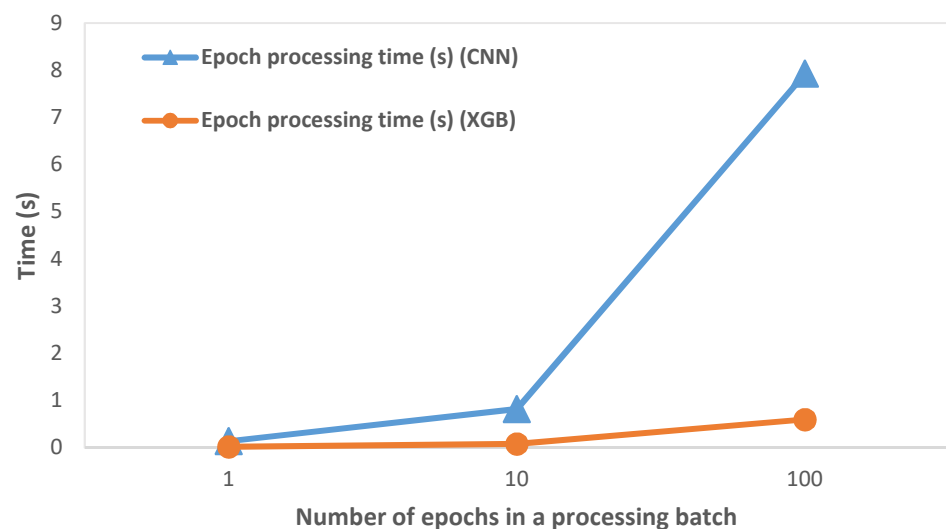 9
8
7
6
5
4
3
2
1
0
Time (s)
Epoch processing time (s) (CNN)
Epoch processing time (s) (XGB)
1 10 100
Number of epochs in a processing batch